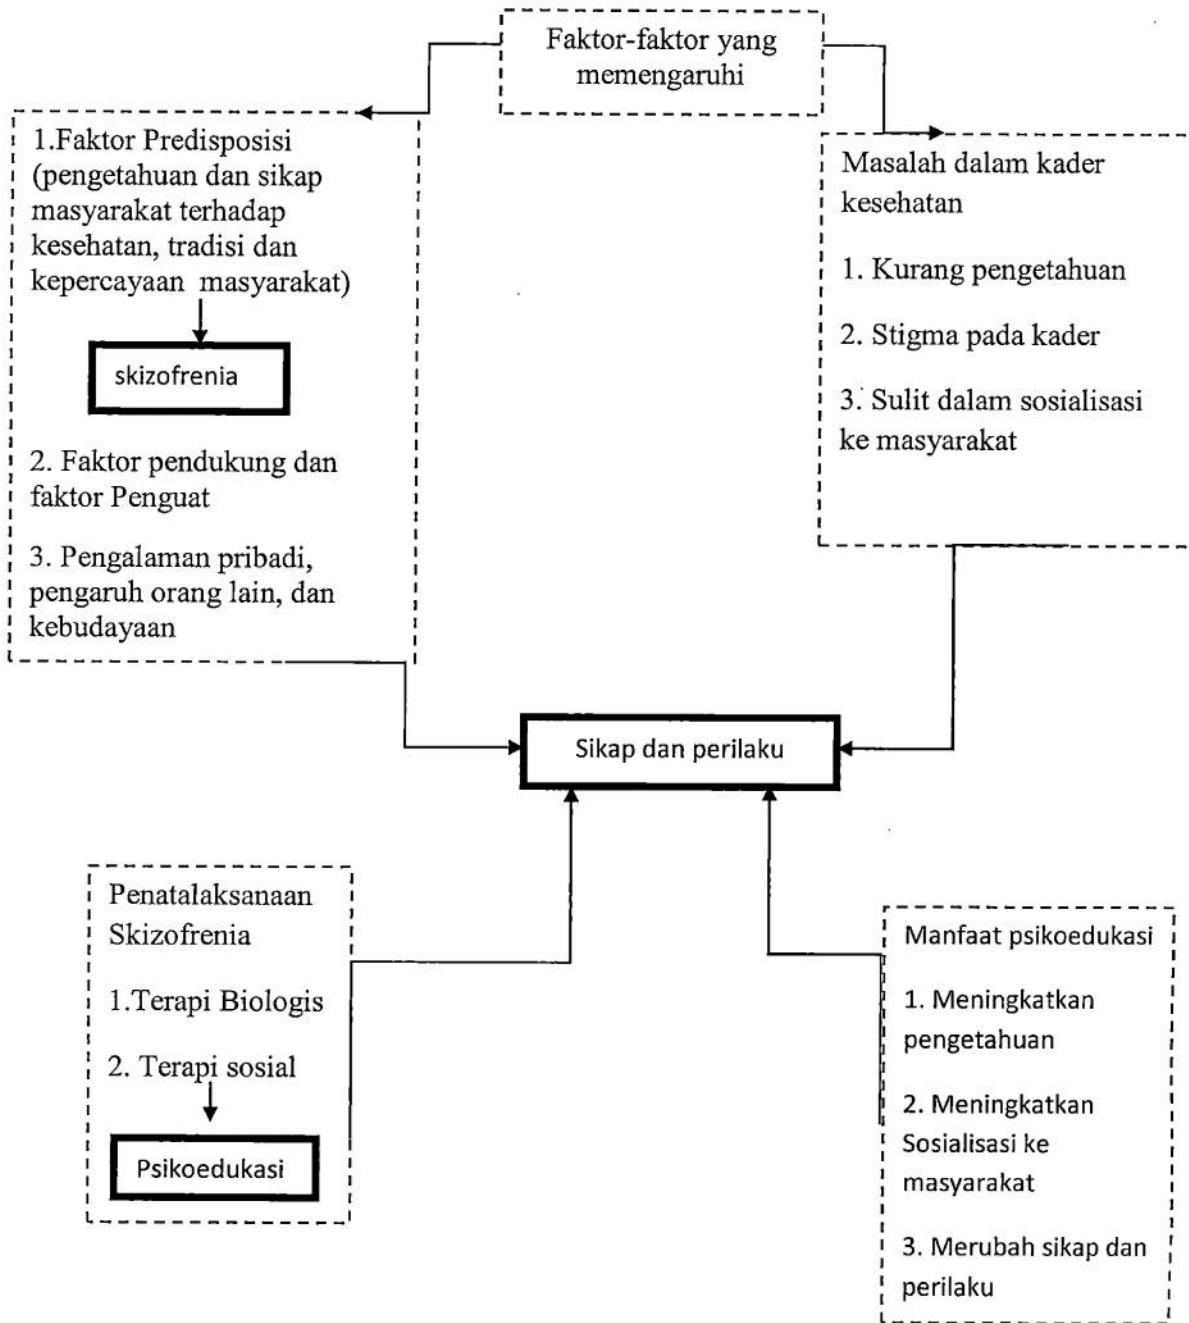 Faktor-faktor yang
memengaruhi
1.Faktor Predisposisi
(pengetahuan dan sikap
masyarakat terhadap
kesehatan, tradisi dan
kepercayaan masyarakat)
skizofrenia
2. Faktor pendukung dan
faktor Penguat
3. Pengalaman pribadi,
pengaruh orang lain, dan
kebudayaan
Masalah dalam kader
kesehatan
1. Kurang pengetahuan
2. Stigma pada kader
3. Sulit dalam sosialisasi
ke masyarakat
Sikap dan perilaku
Penatalaksanaan
Skizofrenia
1.Terapi Biologis
2. Terapi sosial
Psikoedukasi
Manfaat psikoedukasi
1. Meningkatkan
pengetahuan
2. Meningkatkan
Sosialisasi ke
masyarakat
3. Merubah sikap dan
perilaku